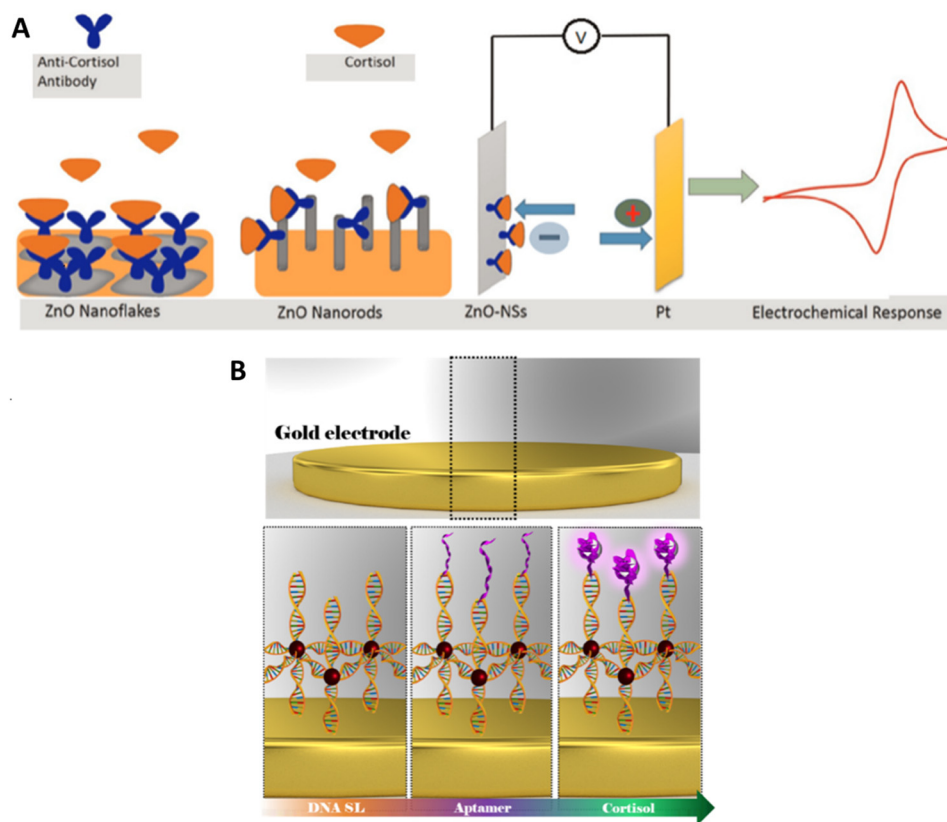 A
Anti-Cortisol
Antibody
Cortisol
V
+
−
ZnO Nanoflakes
ZnO Nanorods
ZnO-NSs
Pt
Electrochemical Response
B
Gold electrode
DNA SL
Aptamer
Cortisol